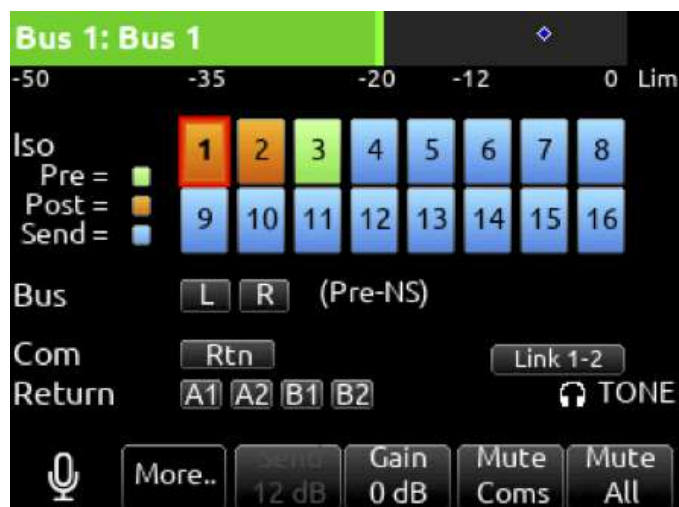 Bus 1: Bus 1
-50 -35 -20 -12 0 Lim
Iso 1 2 3 4 5 6 7 8
Pre =
Post =
Send = 9 10 11 12 13 14 15 16
Bus L R (Pre-NS)
Com Rtn Link 1-2
Return A1 A2 B1 B2 TONE
More.. Send Gain Mute Mute
12 dB 0 dB Coms All